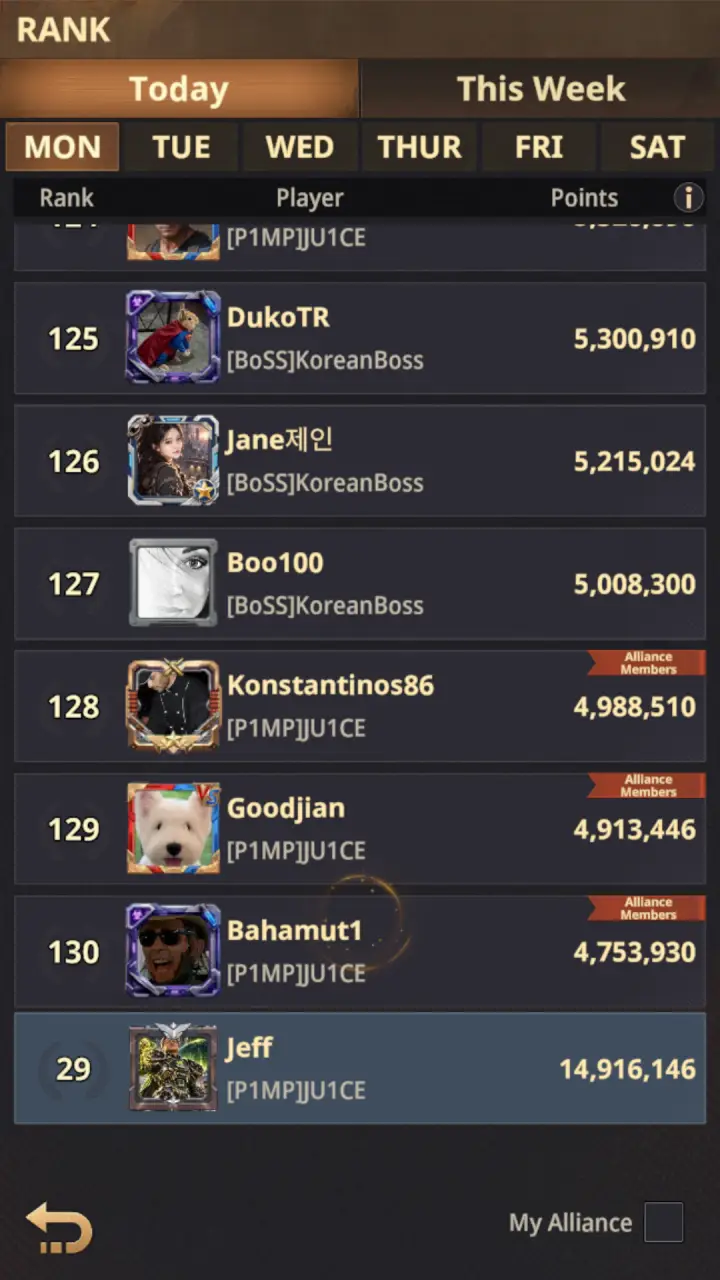 RANK
Today
This Week
MON
TUE
WED
THUR
FRI
SAT
Rank
Player
Points
[P1MP]JU1CE
125
DukoTR
[BoSS]KoreanBoss
5,300,910
126
Jane제인
[BoSS]KoreanBoss
5,215,024
127
Boo100
[BoSS]KoreanBoss
5,008,300
Alliance
Members
128
Konstantinos86
[P1MP]JU1CE
4,988,510
Alliance
Members
129
Goodjian
[P1MP]JU1CE
4,913,446
Alliance
Members
130
Bahamut1
[P1MP]JU1CE
4,753,930
29
Jeff
[P1MP]JU1CE
14,916,146
My Alliance